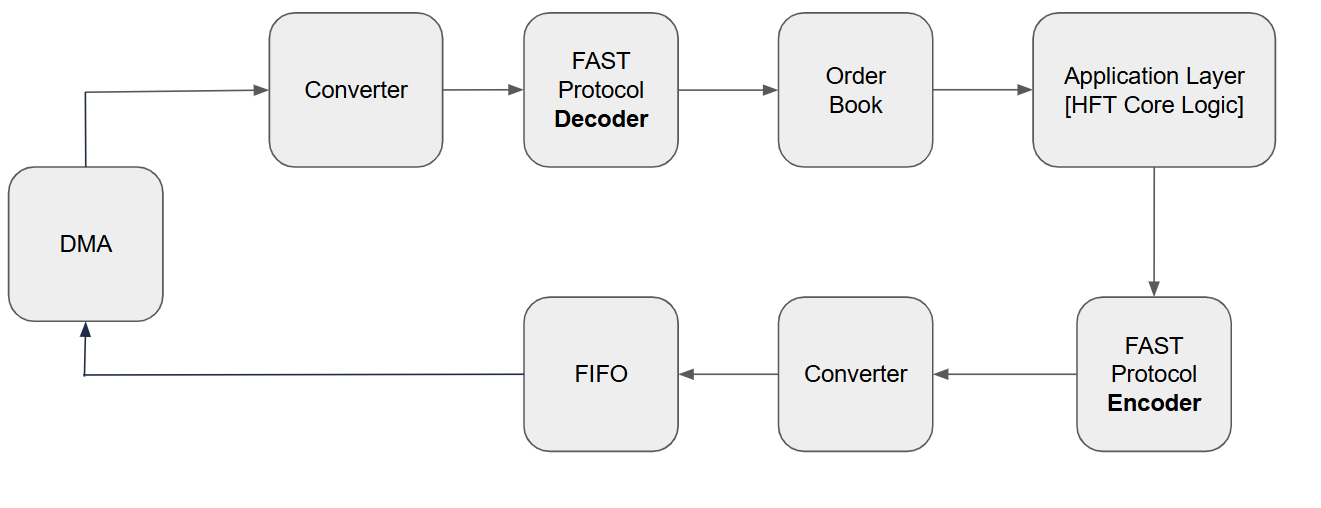 Converter
FAST
Protocol
Decoder
Order
Book
Application Layer
[HFT Core Logic]
DMA
FIFO
Converter
FAST
Protocol
Encoder